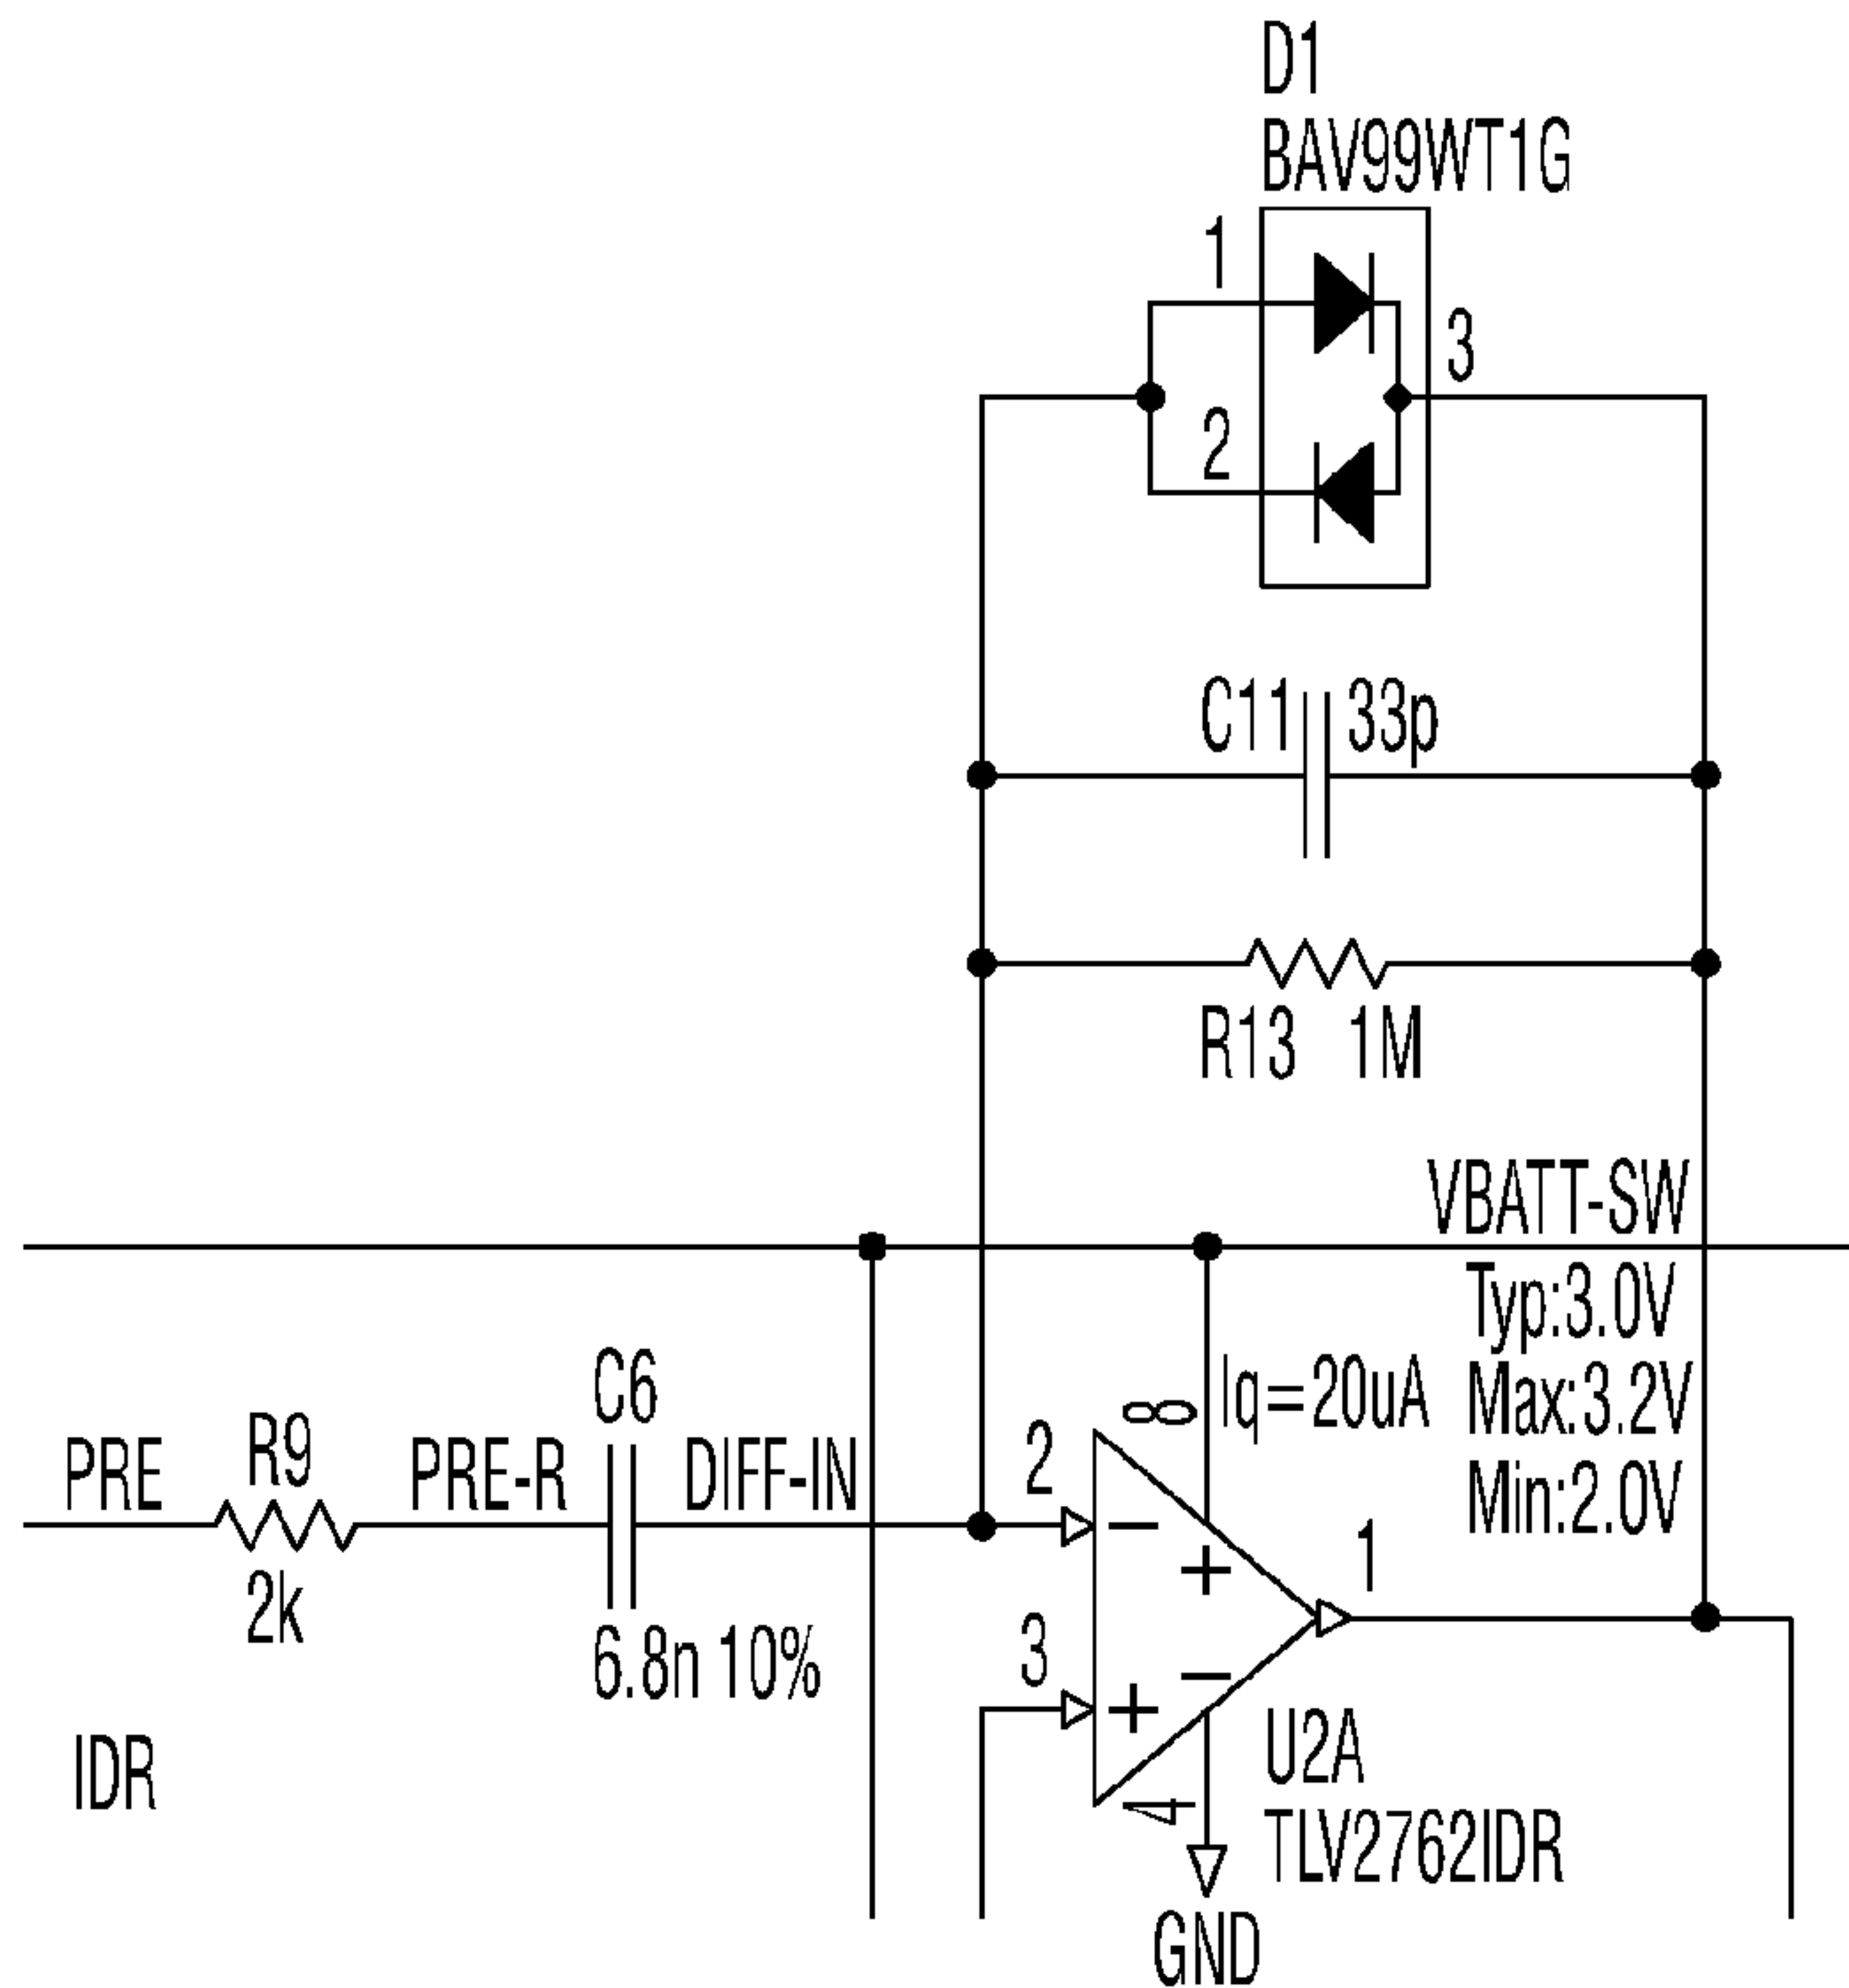 D1
BAV99WT1G
1
3
2
C11 33p
R13 1M
VBATT-SW
Typ:3.0V
Max:3.2V
Min:2.0V
Iq=20uA
8
C6
R9
PRE
PRE-R
DIFF-IN
2
1
2k
6.8n 10%
3
IDR
4
U2A
TLV2762IDR
GND